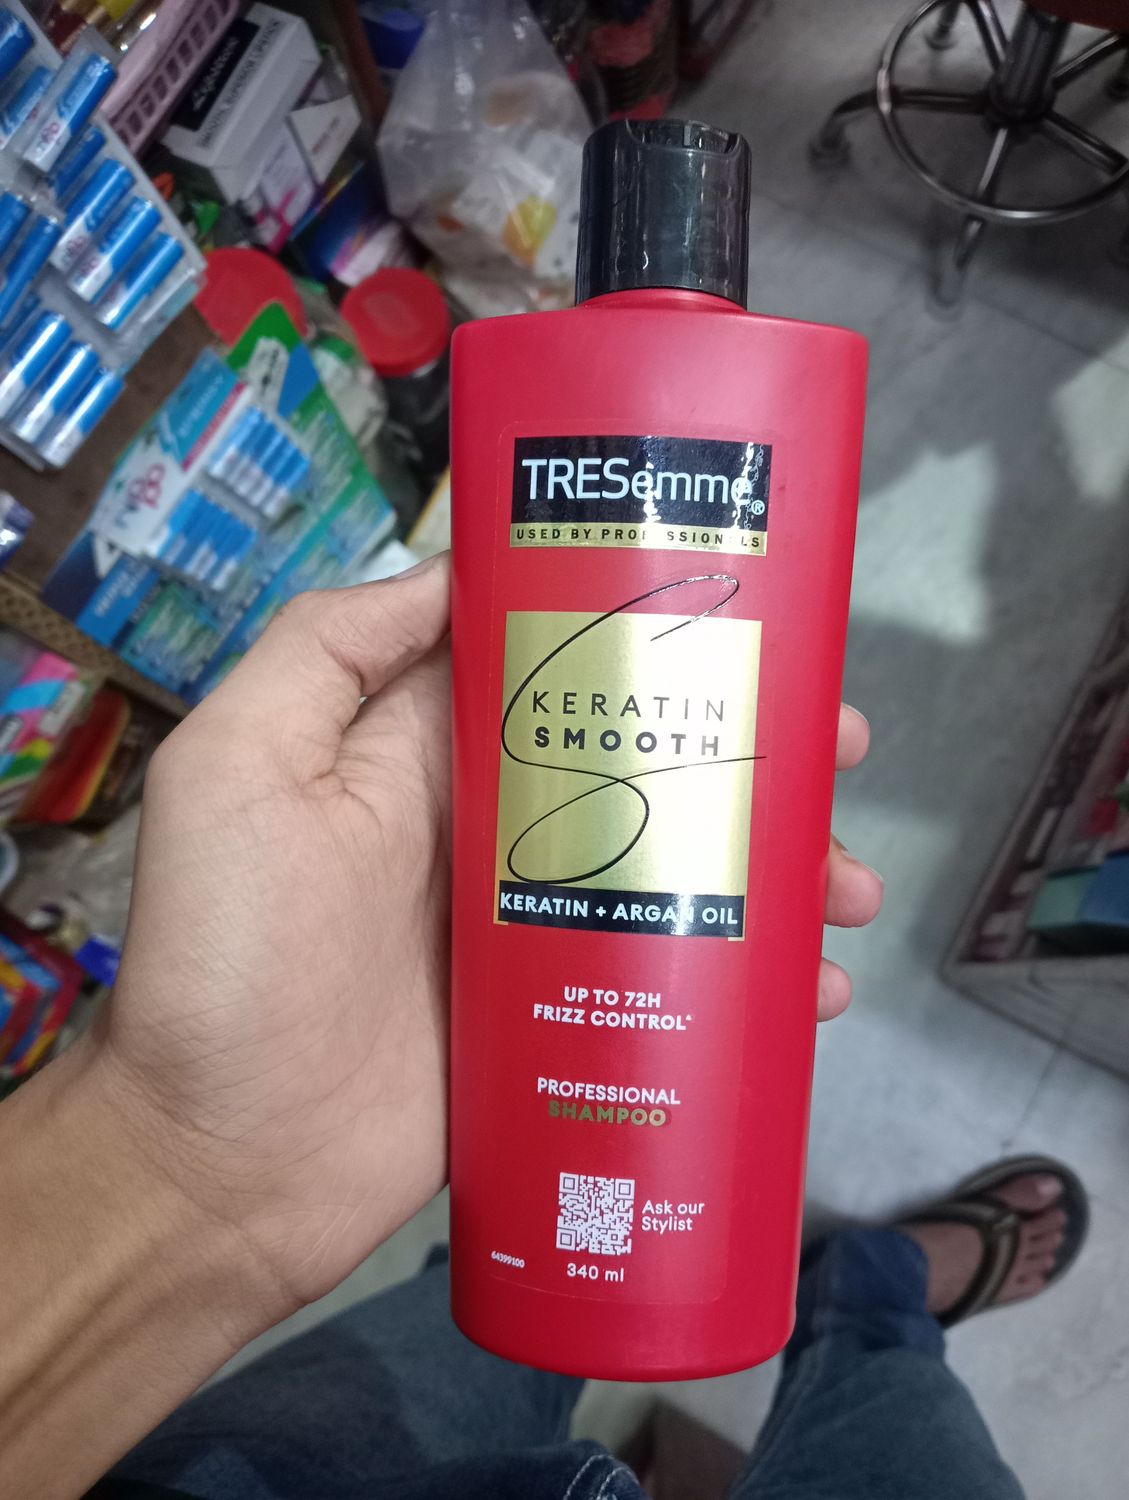 TRESemmé®
USED BY PROFESSIONALS
KERATIN
SMOOTH
KERATIN + ARGAN OIL
UP TO 72H
FRIZZ CONTROL^
PROFESSIONAL
SHAMPOO
Ask our
Stylist
64399100
340 ml